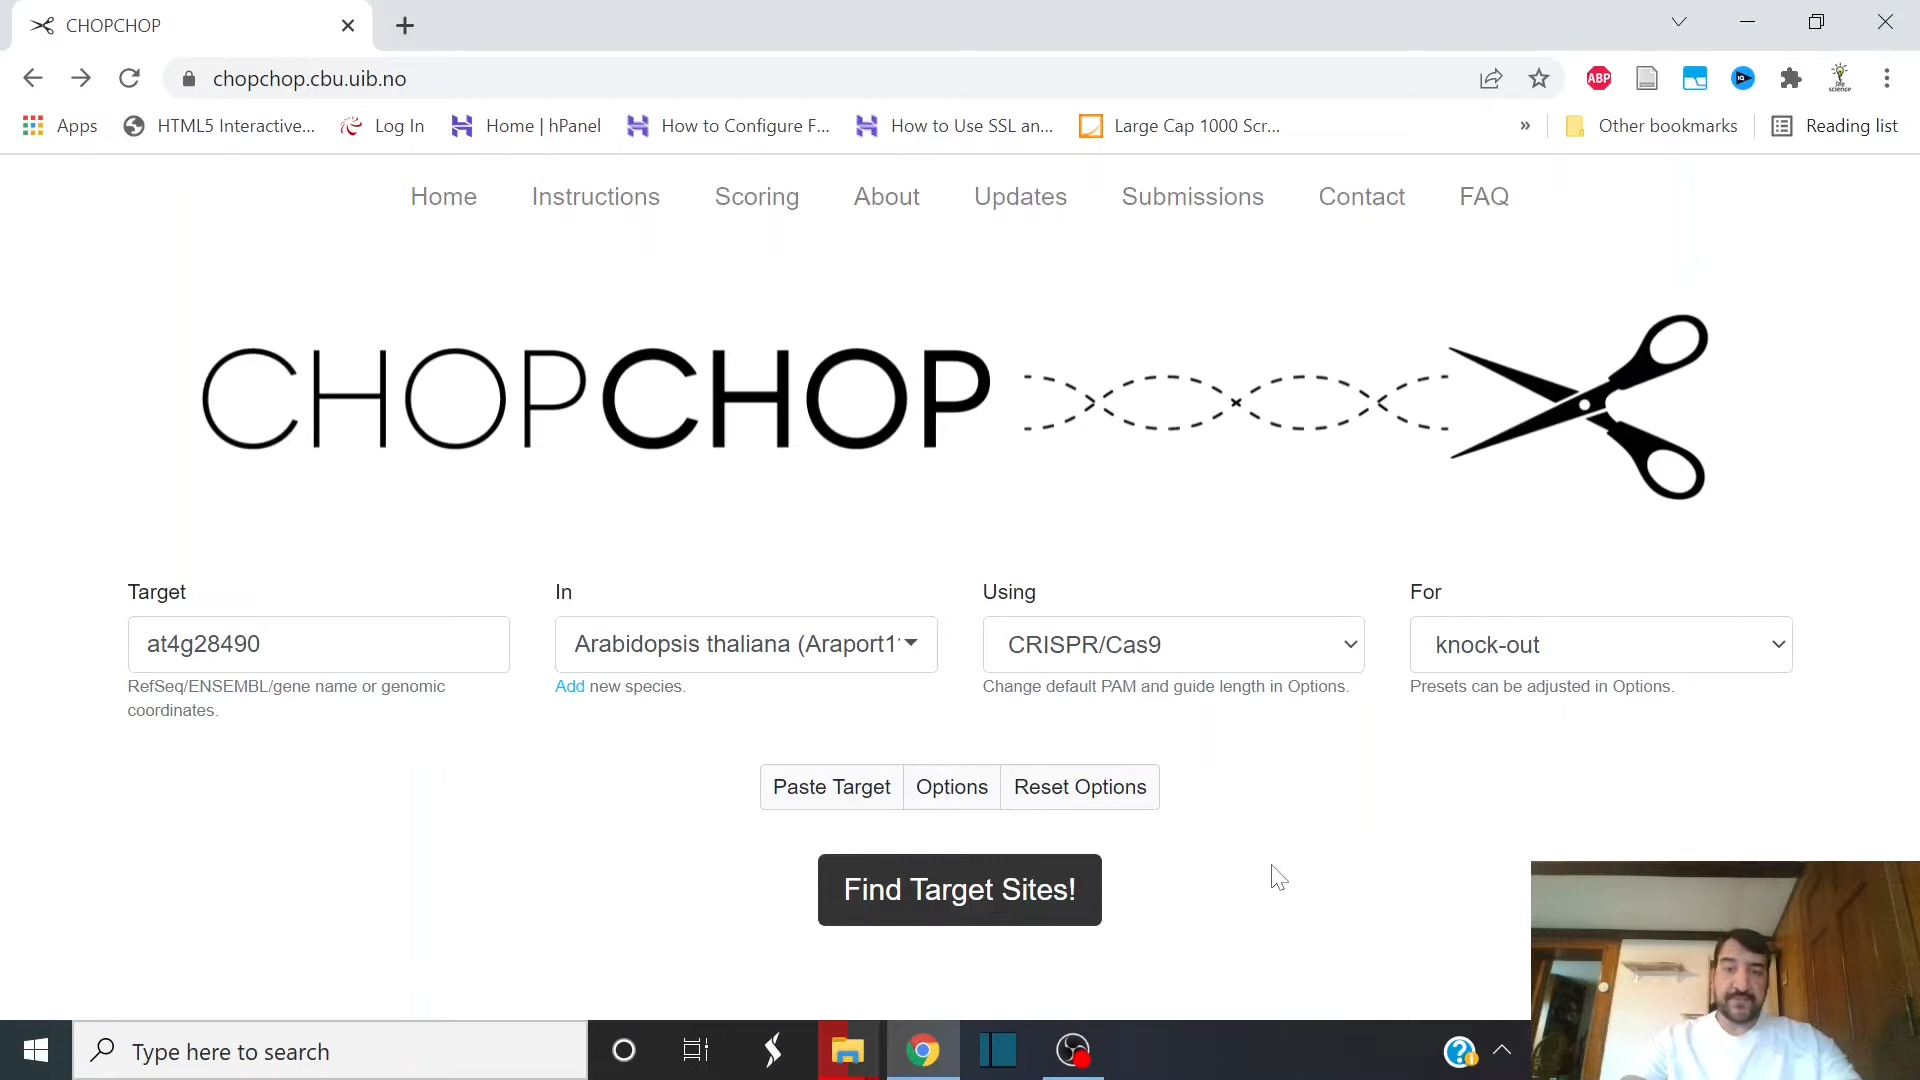 CHOPCHOP
chopchop.cbu.uib.no
ABP
Apps
HTML5 Interactive...
Log In
Home | hPanel
How to Configure F...
How to Use SSL an...
Large Cap 1000 Scr...
»
Other bookmarks
Reading list
Home
Instructions
Scoring
About
Updates
Submissions
Contact
FAQ
CHOPCHOP
Target
In
Using
For
at4g28490
Arabidopsis thaliana (Araport1
CRISPR/Cas9
knock-out
RefSeq/ENSEMBL/gene name or genomic
coordinates.
Add new species.
Change default PAM and guide length in Options.
Presets can be adjusted in Options.
Paste Target
Options
Reset Options
Find Target Sites!
Type here to search